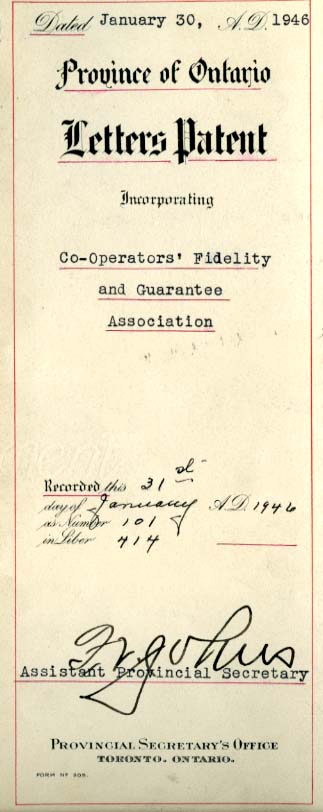 Dated January 30, A.D. 1946
Province of Ontario
Letters Patent
Incorporating
Co-Operators' Fidelity
and Guarantee
Association
Recorded this 31st
day of January A.D. 1946
as Number 101
in Liber 414
Assistant Provincial Secretary
PROVINCIAL SECRETARY'S OFFICE
TORONTO. ONTARIO.